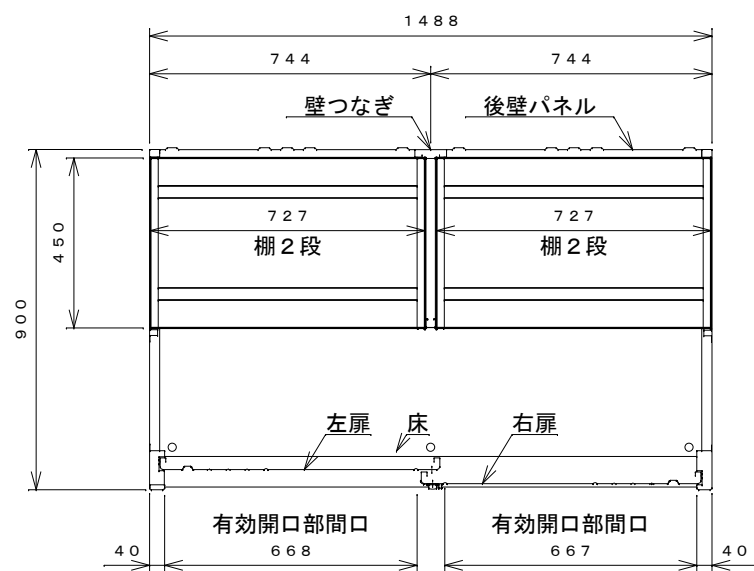 1488
744 744
壁つなぎ 後壁パネル
727 727
棚2段 棚2段
450
900
左扉 床 右扉
有効開口部間口 有効開口部間口
40 668 667 40